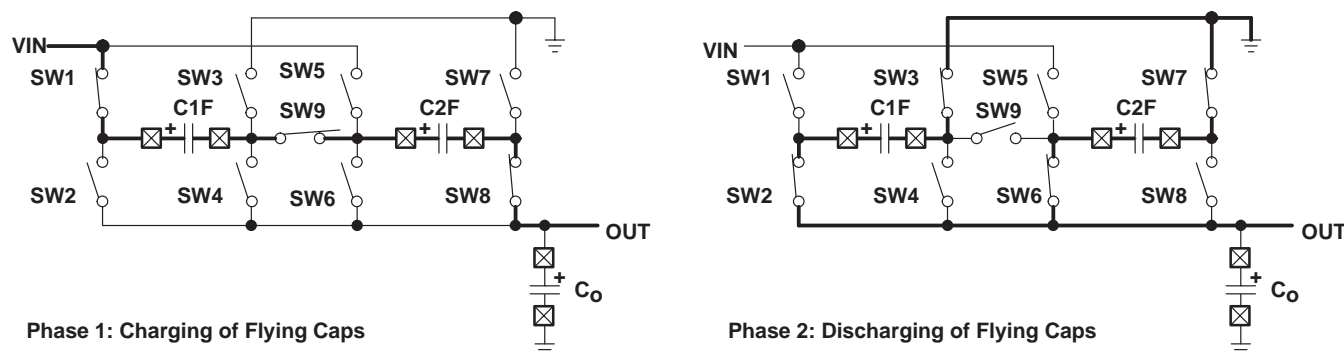 VIN
SW1
SW3
SW5
SW7
C1F
SW9
C2F
+
+
SW2
SW4
SW6
SW8
OUT
+
Co
Phase 1: Charging of Flying Caps
VIN
SW1
SW3
SW5
SW7
C1F
SW9
C2F
+
+
SW2
SW4
SW6
SW8
OUT
+
Co
Phase 2: Discharging of Flying Caps